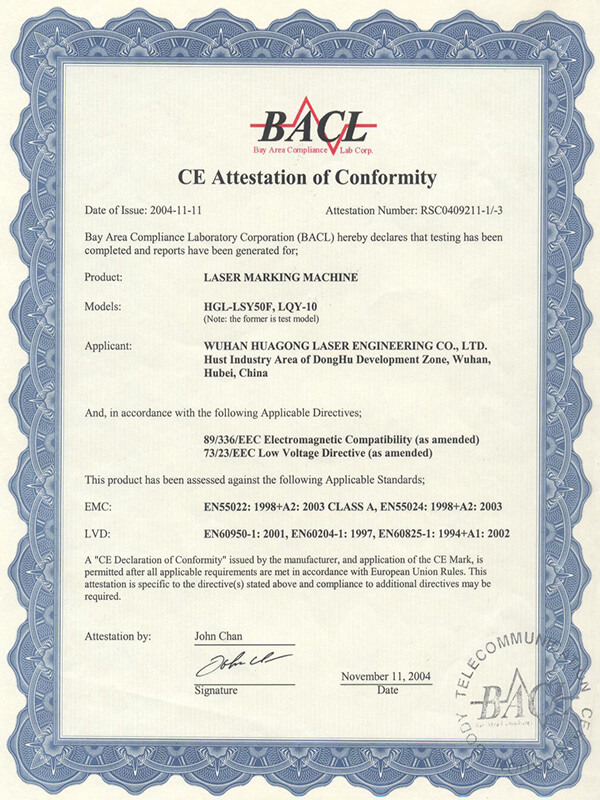 BACL
Bay Area Compliance Lab Corp.
CE Attestation of Conformity
Date of Issue: 2004-11-11 Attestation Number: RSC0409211-1/-3
Bay Area Compliance Laboratory Corporation (BACL) hereby declares that testing has been
completed and reports have been generated for;
Product: LASER MARKING MACHINE
Models: HGL-LSY50F, LQY-10
(Note: the former is test model)
Applicant: WUHAN HUAGONG LASER ENGINEERING CO., LTD.
Hust Industry Area of DongHu Development Zone, Wuhan,
Hubei, China
And, in accordance with the following Applicable Directives;
89/336/EEC Electromagnetic Compatibility (as amended)
73/23/EEC Low Voltage Directive (as amended)
This product has been assessed against the following Applicable Standards;
EMC: EN55022: 1998+A2: 2003 CLASS A, EN55024: 1998+A2: 2003
LVD: EN60950-1: 2001, EN60204-1: 1997, EN60825-1: 1994+A1: 2002
A "CE Declaration of Conformity" issued by the manufacturer, and application of the CE Mark, is
permitted after all applicable requirements are met in accordance with European Union Rules. This
attestation is specific to the directive(s) stated above and compliance to additional directives may be
required.
Attestation by: John Chan
Signature
November 11, 2004
Date
BODY TELECOMMUN
BACL